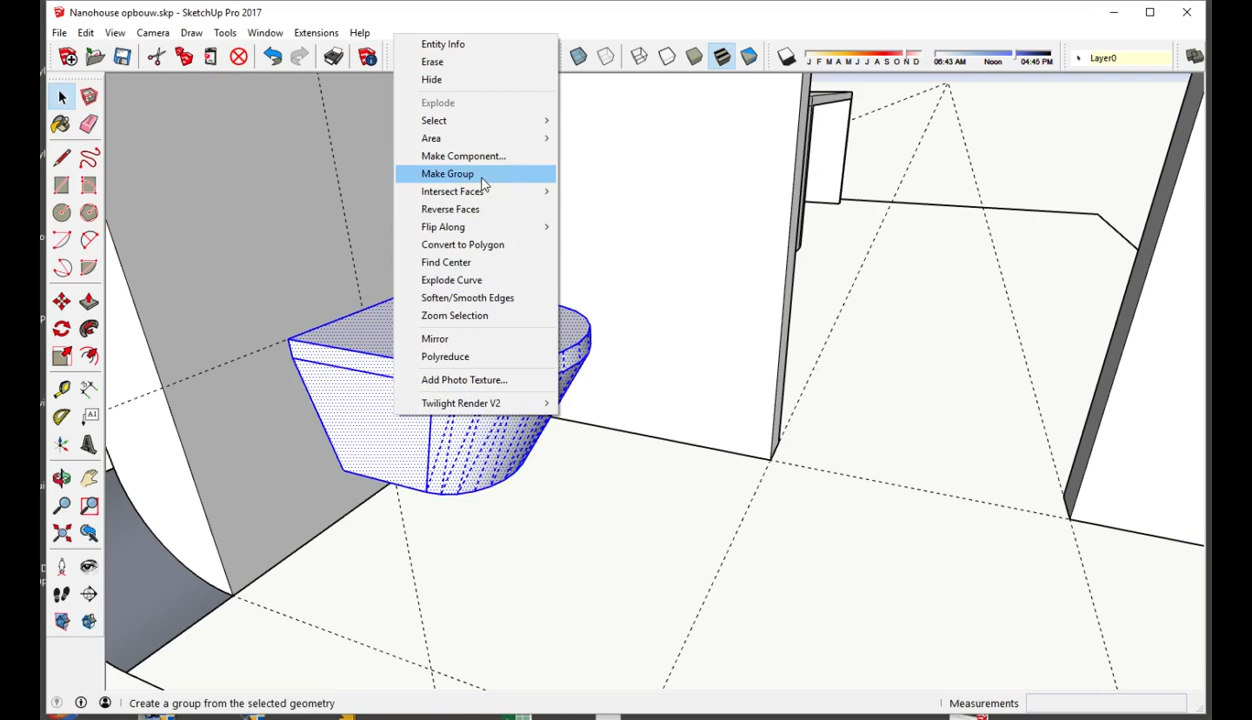 Nanohouse opbouw.skp - SketchUp Pro 2017
File Edit View Camera Draw Tools Window Extensions Help
J F M A M J J A S O N D
06:43 AM Noon 04:45 PM
Layer0
Entity Info
Erase
Hide
Explode
Select
Area
Make Component...
Make Group
Intersect Faces
Reverse Faces
Flip Along
Convert to Polygon
Find Center
Explode Curve
Soften/Smooth Edges
Zoom Selection
Mirror
Polyreduce
Add Photo Texture...
Twilight Render V2
A1
Create a group from the selected geometry
Measurements